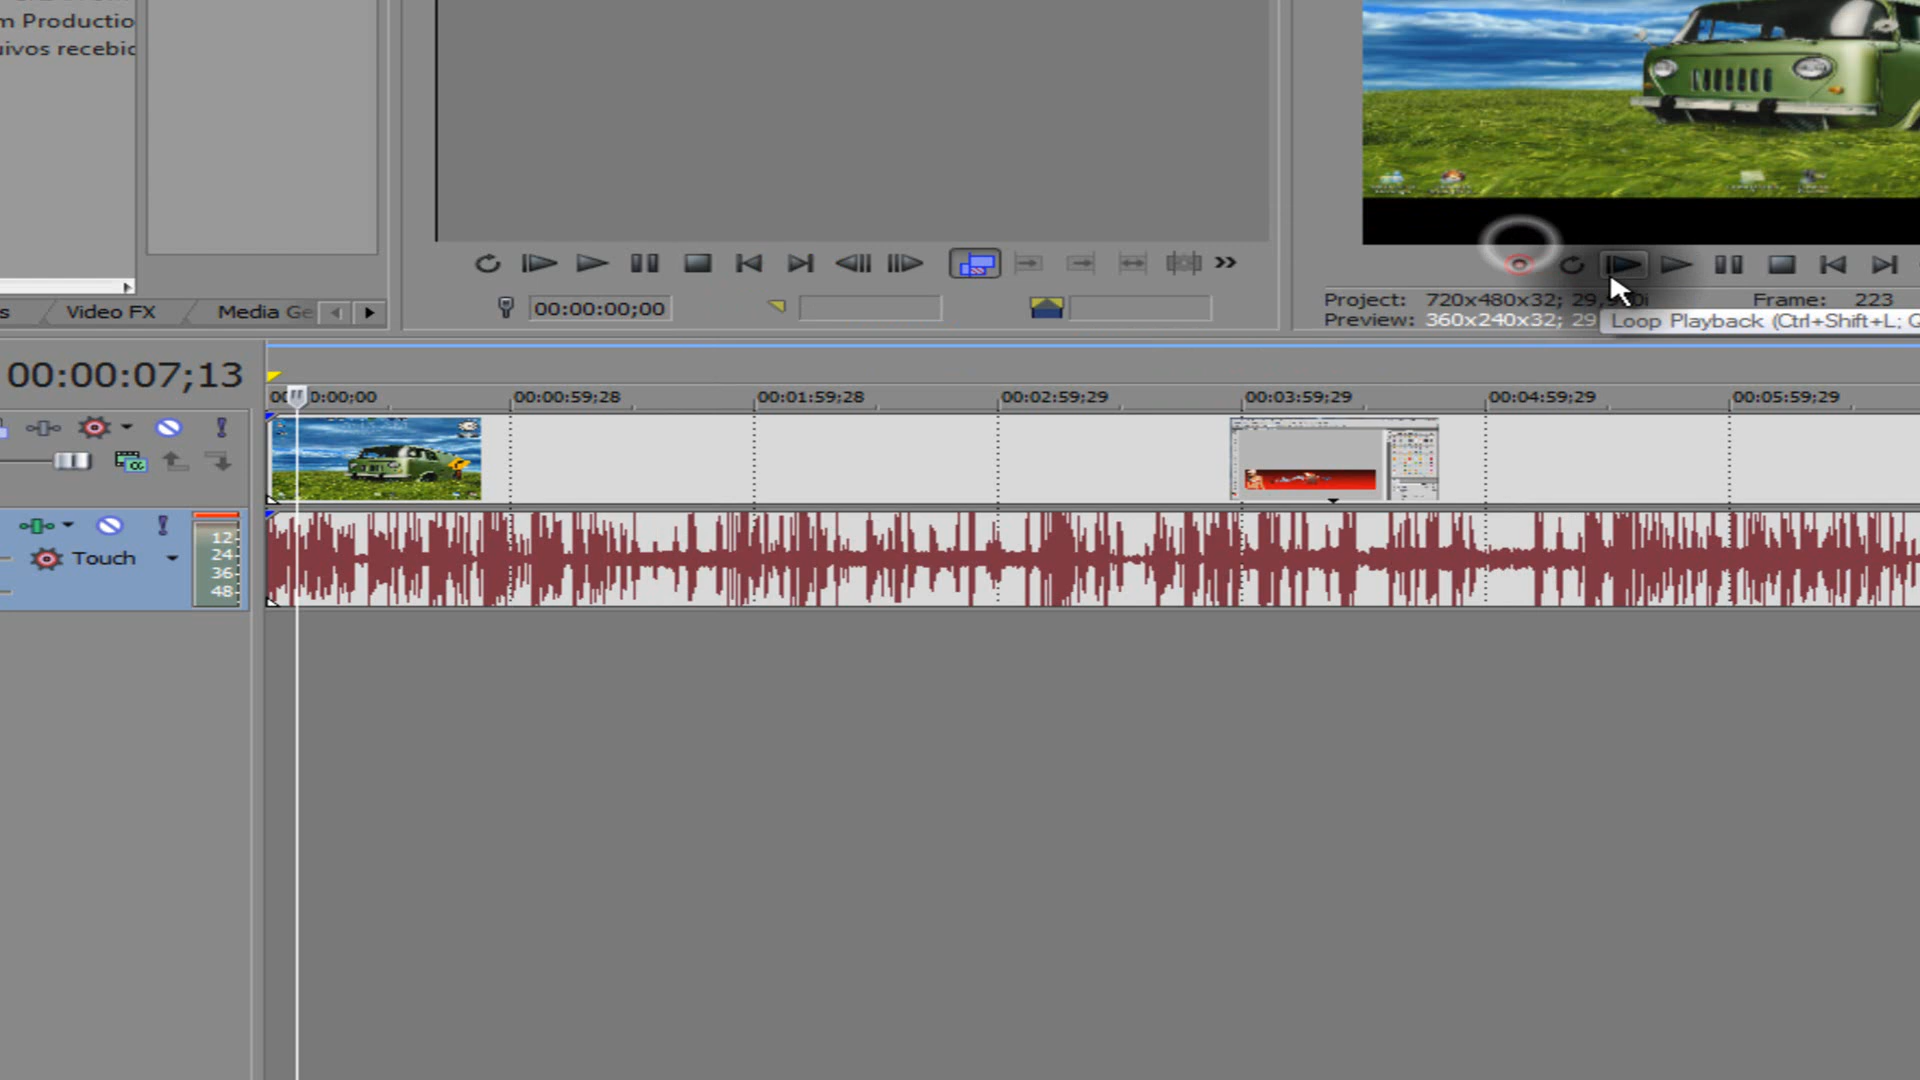 m Productio
ivos recebic
00:00:00;00
s
Video FX
Media Ge
Project: 720x480x32; 29,
Frame: 223
Preview: 360x240x32; 29
Loop Playback (Ctrl+Shift+L; Q
00:00:07;13
0:00;00
00:00:59;28
00:01:59;28
00:02:59;29
00:03:59;29
00:04:59;29
00:05:59;29
12
24
Touch
36
48